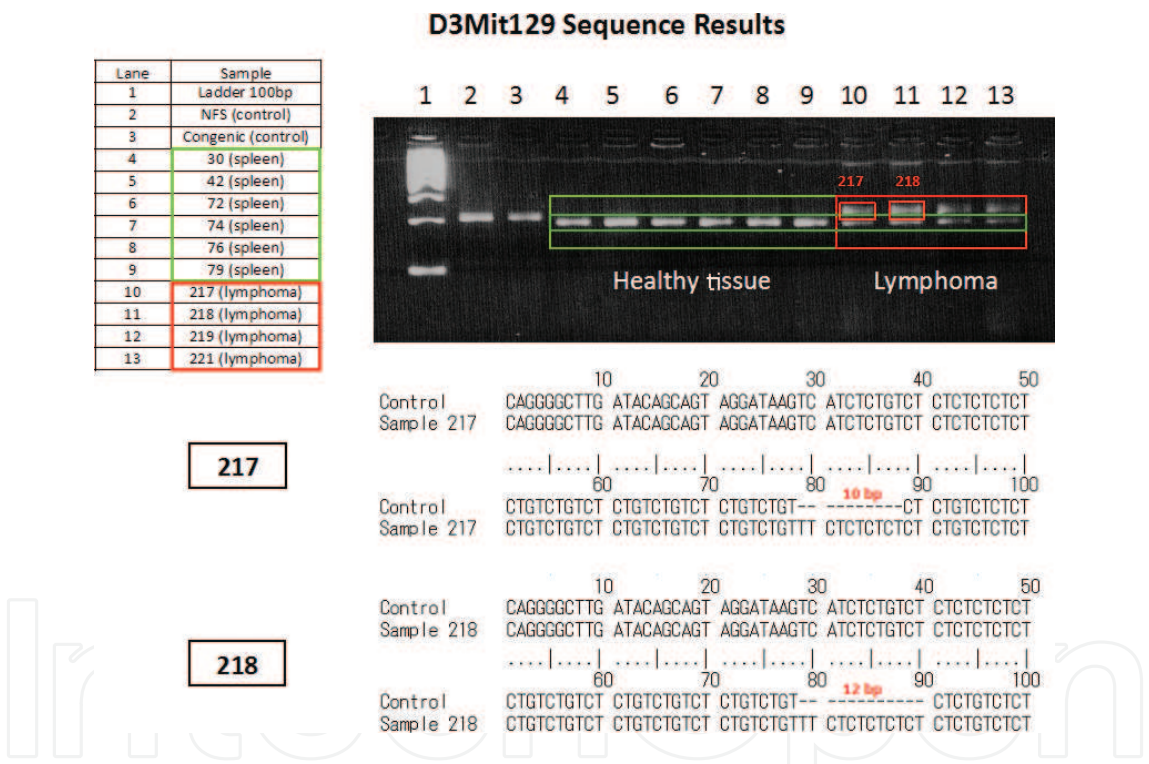 D3Mit129 Sequence Results
Lane Sample
1 Ladder 100bp
2 NFS (control)
3 Congenic (control)
4 30 (spleen)
5 42 (spleen)
6 72 (spleen)
7 74 (spleen)
8 76 (spleen)
9 79 (spleen)
10 217 (lymphoma)
11 218 (lymphoma)
12 219 (lymphoma)
13 221 (lymphoma)
1 2 3 4 5 6 7 8 9 10 11 12 13
217 218
Healthy tissue Lymphoma
217
10 20 30 40 50
Control CAGGGGCTTG ATACAGCAGT AGGATAAGTC ATCTCTGTCT CTCTCTCTCT
Sample 217 CAGGGGCTTG ATACAGCAGT AGGATAAGTC ATCTCTGTCT CTCTCTCTCT
....|....| ....|....| ....|....| ....|....| ....|....|
60 70 80 90 100
10 bp
Control CTGTCTGTCT CTGTCTGTCT CTGTCTGT-- --------CT CTGTCTCTCT
Sample 217 CTGTCTGTCT CTGTCTGTCT CTGTCTGTTT CTCTCTCTCT CTGTCTCTCT
218
10 20 30 40 50
Control CAGGGGCTTG ATACAGCAGT AGGATAAGTC ATCTCTGTCT CTCTCTCTCT
Sample 218 CAGGGGCTTG ATACAGCAGT AGGATAAGTC ATCTCTGTCT CTCTCTCTCT
....|....| ....|....| ....|....| ....|....| ....|....|
60 70 80 90 100
12 bp
Control CTGTCTGTCT CTGTCTGTCT CTGTCTGT-- ---------- CTCTGTCTCT
Sample 218 CTGTCTGTCT CTGTCTGTCT CTGTCTGTTT CTCTCTCTCT CTCTGTCTCT
IntechOpen